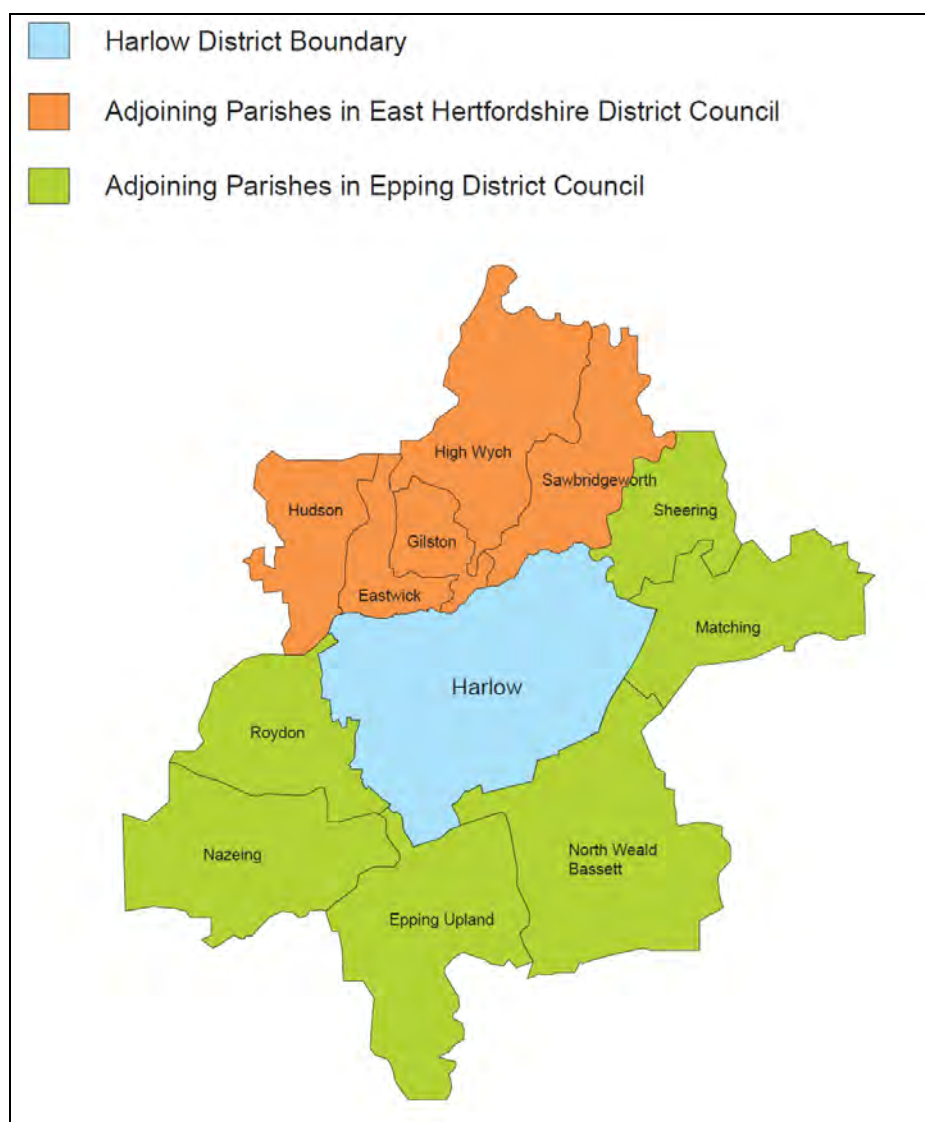 Harlow District Boundary
Adjoining Parishes in East Hertfordshire District Council
Adjoining Parishes in Epping District Council
High Wych
Sawbridgeworth
Hudson
Sheering
Gilston
Eastwick
Matching
Harlow
Roydon
North Weald
Bassett
Nazeing
Epping Upland